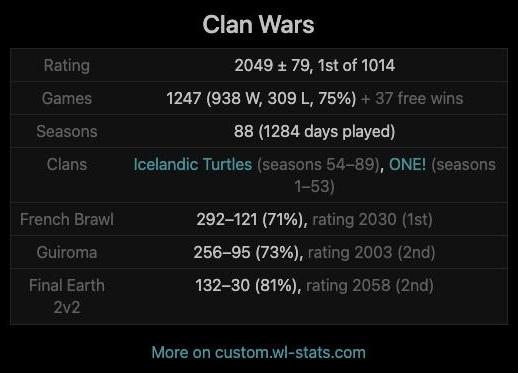 Clan Wars
Rating 2049 ± 79, 1st of 1014
Games 1247 (938 W, 309 L, 75%) + 37 free wins
Seasons 88 (1284 days played)
Clans Icelandic Turtles (seasons 54–89), ONE! (seasons
1–53)
French Brawl 292–121 (71%), rating 2030 (1st)
Guiroma 256–95 (73%), rating 2003 (2nd)
Final Earth 132–30 (81%), rating 2058 (2nd)
2v2
More on custom.wl-stats.com